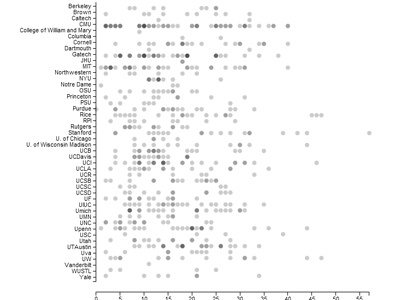 Berkeley
Brown
Caltech
CMU
College of William and Mary
Columbia
Cornell
Dartmouth
Gatech
JHU
MIT
Northwestern
NYU
Notre Dame
OSU
Princeton
PSU
Purdue
Rice
RPI
Rutgers
Stanford
U. of Chicago
U. of Wisconsin Madison
UCB
UCDavis
UCI
UCLA
UCR
UCSB
UCSC
UCSD
UF
UIUC
Umich
UMN
UNC
Upenn
USC
Utah
UTAustin
Uva
UW
Vanderbilt
WUSTL
Yale
0 5 10 15 20 25 30 35 40 45 50 55